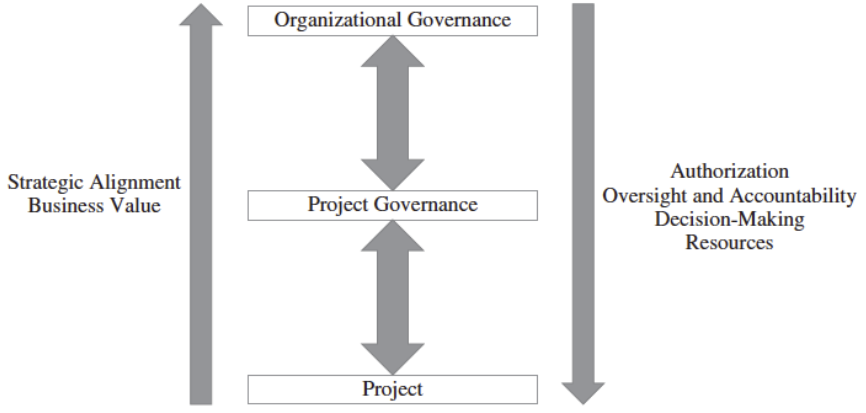 Organizational Governance
Strategic Alignment
Business Value
Project Governance
Authorization
Oversight and Accountability
Decision-Making
Resources
Project